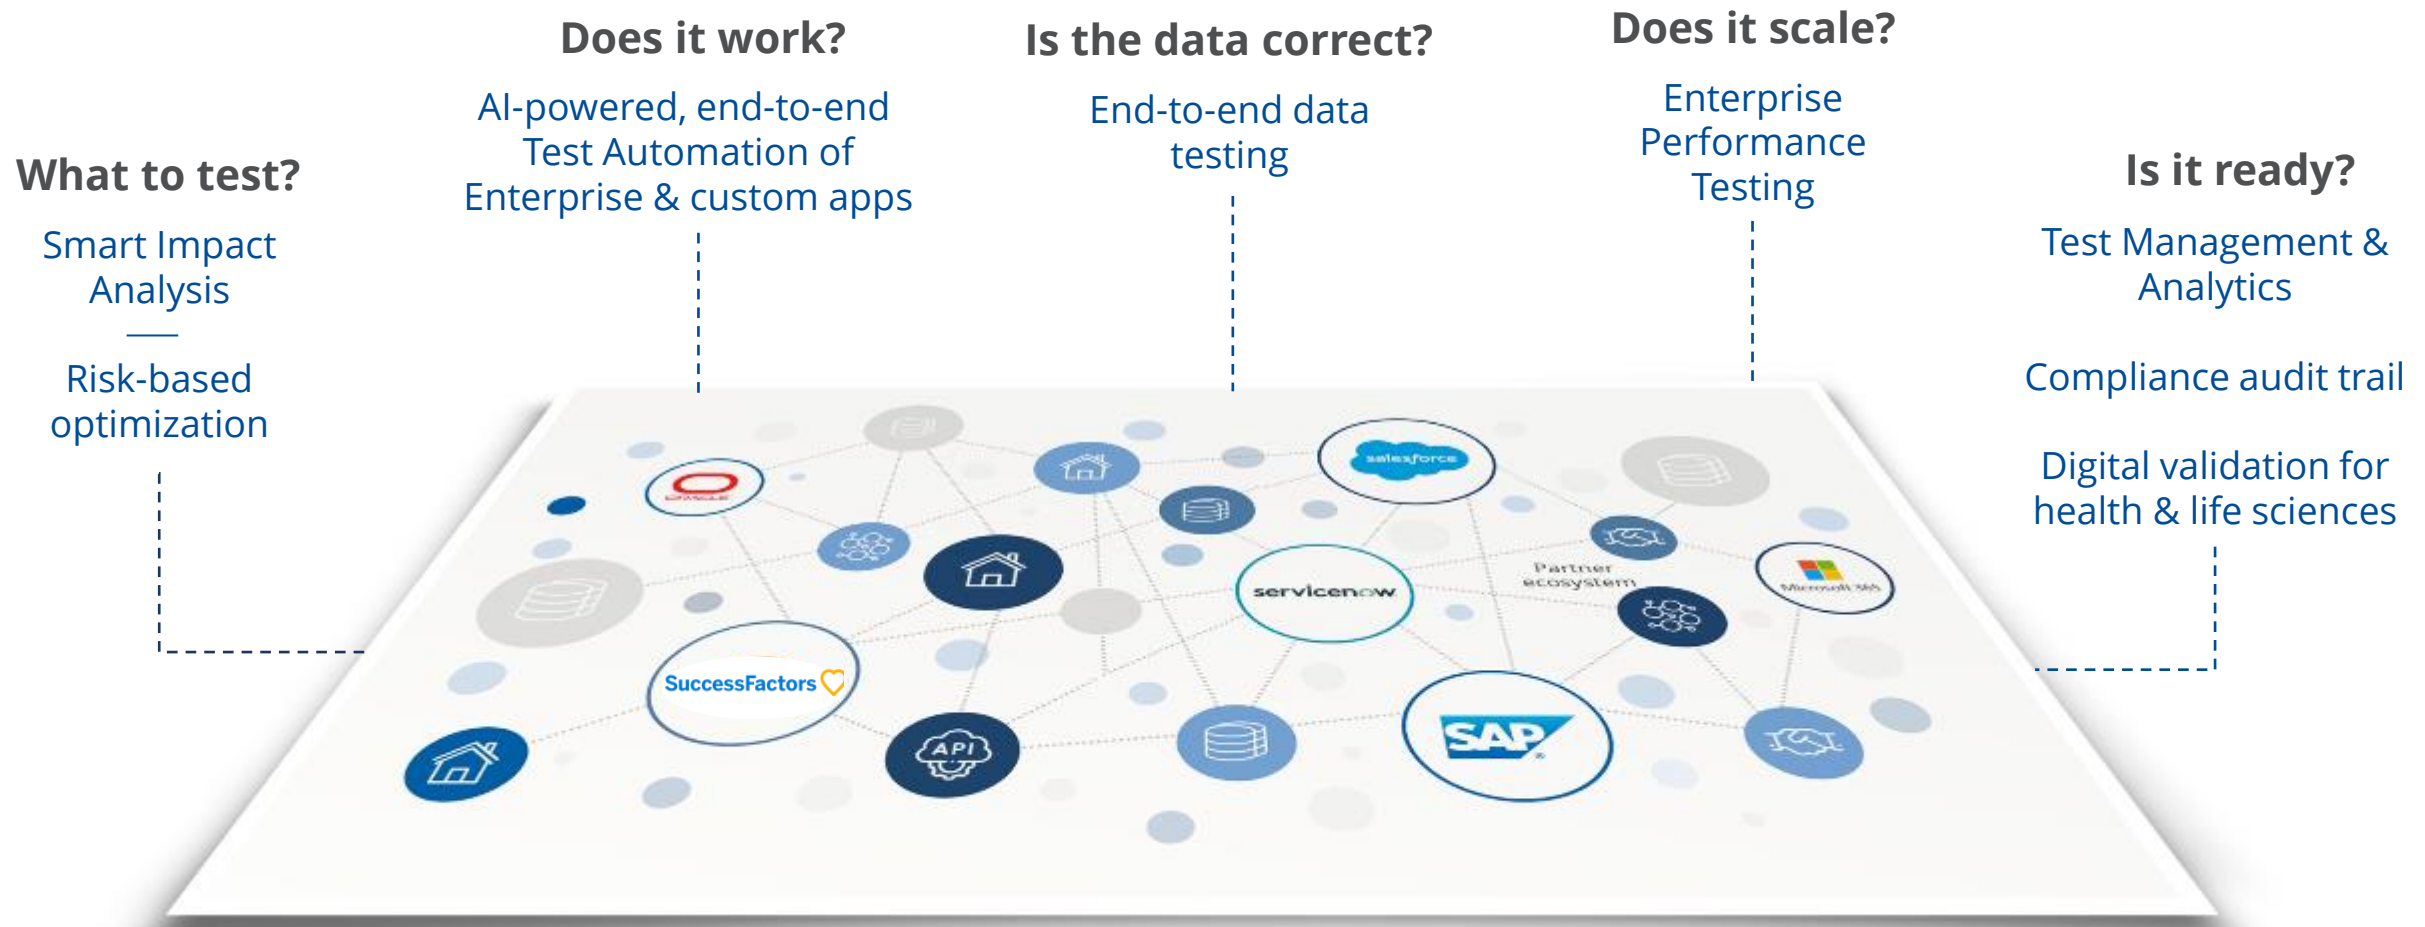 What to test?
Smart Impact
Analysis
Risk-based
optimization
Does it work?
AI-powered, end-to-end
Test Automation of
Enterprise & custom apps
Is the data correct?
End-to-end data
testing
Does it scale?
Enterprise
Performance
Testing
Is it ready?
Test Management &
Analytics
Compliance audit trail
Digital validation for
health & life sciences
ORACLE
salesforce
servicenow
Partner
ecosystem
Microsoft 365
SuccessFactors
API
SAP
®